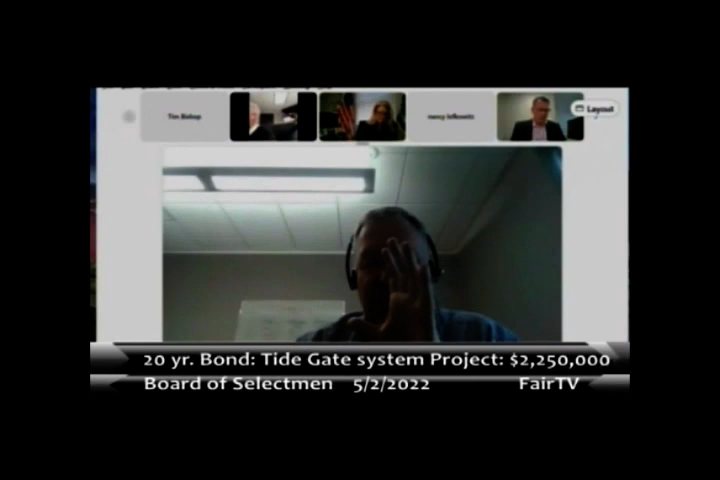 Tim Bishop
nancy lefkowitz
Layout
20 yr. Bond: Tide Gate system Project: $2,250,000
Board of Selectmen 5/2/2022 FairTV